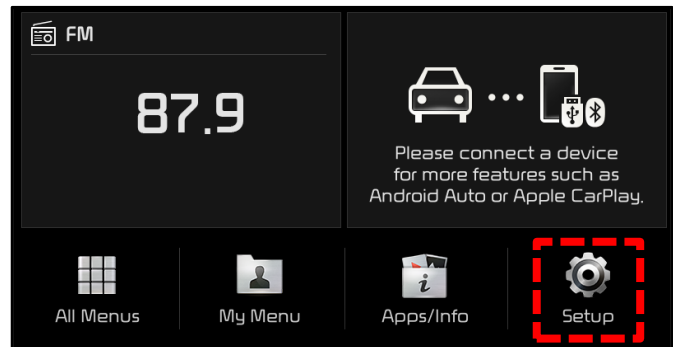 FM
87.9
Please connect a device
for more features such as
Android Auto or Apple CarPlay.
All Menus
My Menu
Apps/Info
Setup